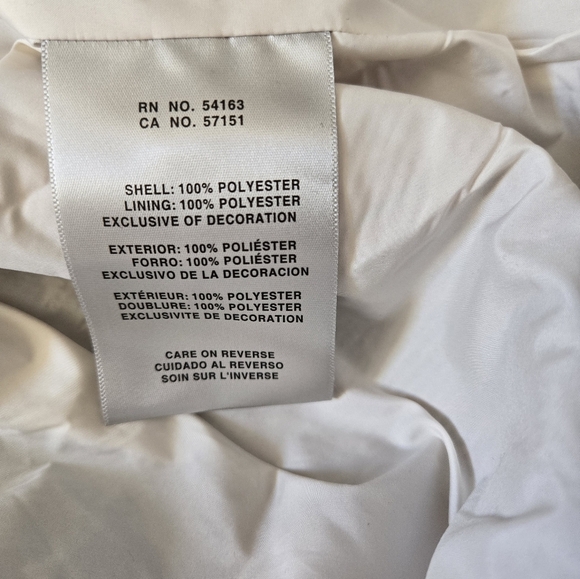 RN NO. 54163
CA NO. 57151
SHELL: 100% POLYESTER
LINING: 100% POLYESTER
EXCLUSIVE OF DECORATION
EXTERIOR: 100% POLIÉSTER
FORRO: 100% POLIÉSTER
EXCLUSIVO DE LA DECORACION
EXTÉRIEUR: 100% POLYESTER
DOUBLURE: 100% POLYESTER
EXCLUSIVITE DE DECORATION
CARE ON REVERSE
CUIDADO AL REVERSO
SOIN SUR L'INVERSE